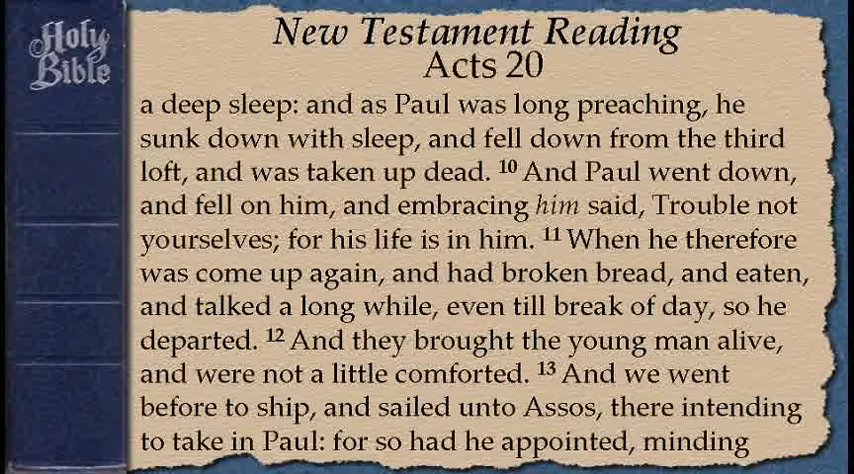 Holy
Bible
New Testament Reading
Acts 20
a deep sleep: and as Paul was long preaching, he
sunk down with sleep, and fell down from the third
loft, and was taken up dead. 10 And Paul went down,
and fell on him, and embracing him said, Trouble not
yourselves; for his life is in him. 11 When he therefore
was come up again, and had broken bread, and eaten,
and talked a long while, even till break of day, so he
departed. 12 And they brought the young man alive,
and were not a little comforted. 13 And we went
before to ship, and sailed unto Assos, there intending
to take in Paul: for so had he appointed, minding